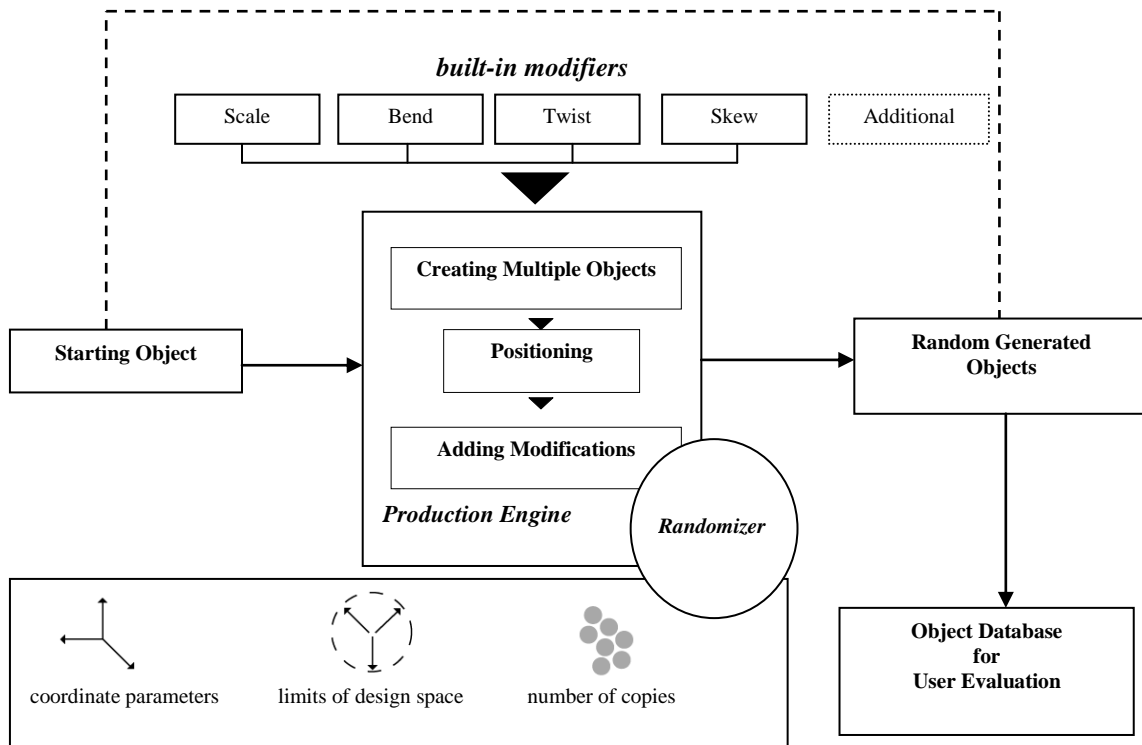 built-in modifiers
Scale
Bend
Twist
Skew
Additional
Creating Multiple Objects
Starting Object
Positioning
Random Generated
Objects
Adding Modifications
Production Engine
Randomizer
coordinate parameters
limits of design space
number of copies
Object Database
for
User Evaluation